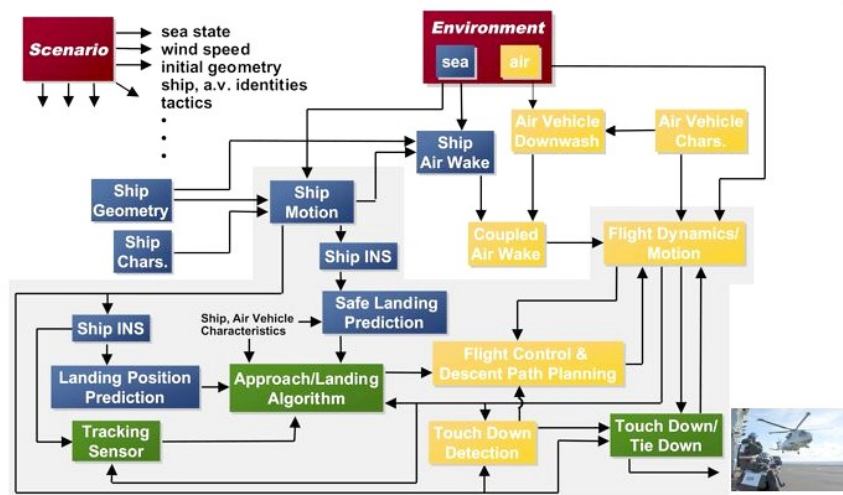 Scenario
sea state
wind speed
initial geometry
ship, a.v. identities
tactics
Environment
sea
air
Ship
Air Wake
Air Vehicle
Downwash
Air Vehicle
Chars.
Ship
Geometry
Ship
Motion
Ship
Chars.
Coupled
Air Wake
Flight Dynamics/
Motion
Ship INS
Ship INS
Ship, Air Vehicle
Characteristics
Safe Landing
Prediction
Landing Position
Prediction
Approach/Landing
Algorithm
Flight Control &
Descent Path Planning
Tracking
Sensor
Touch Down
Detection
Touch Down/
Tie Down